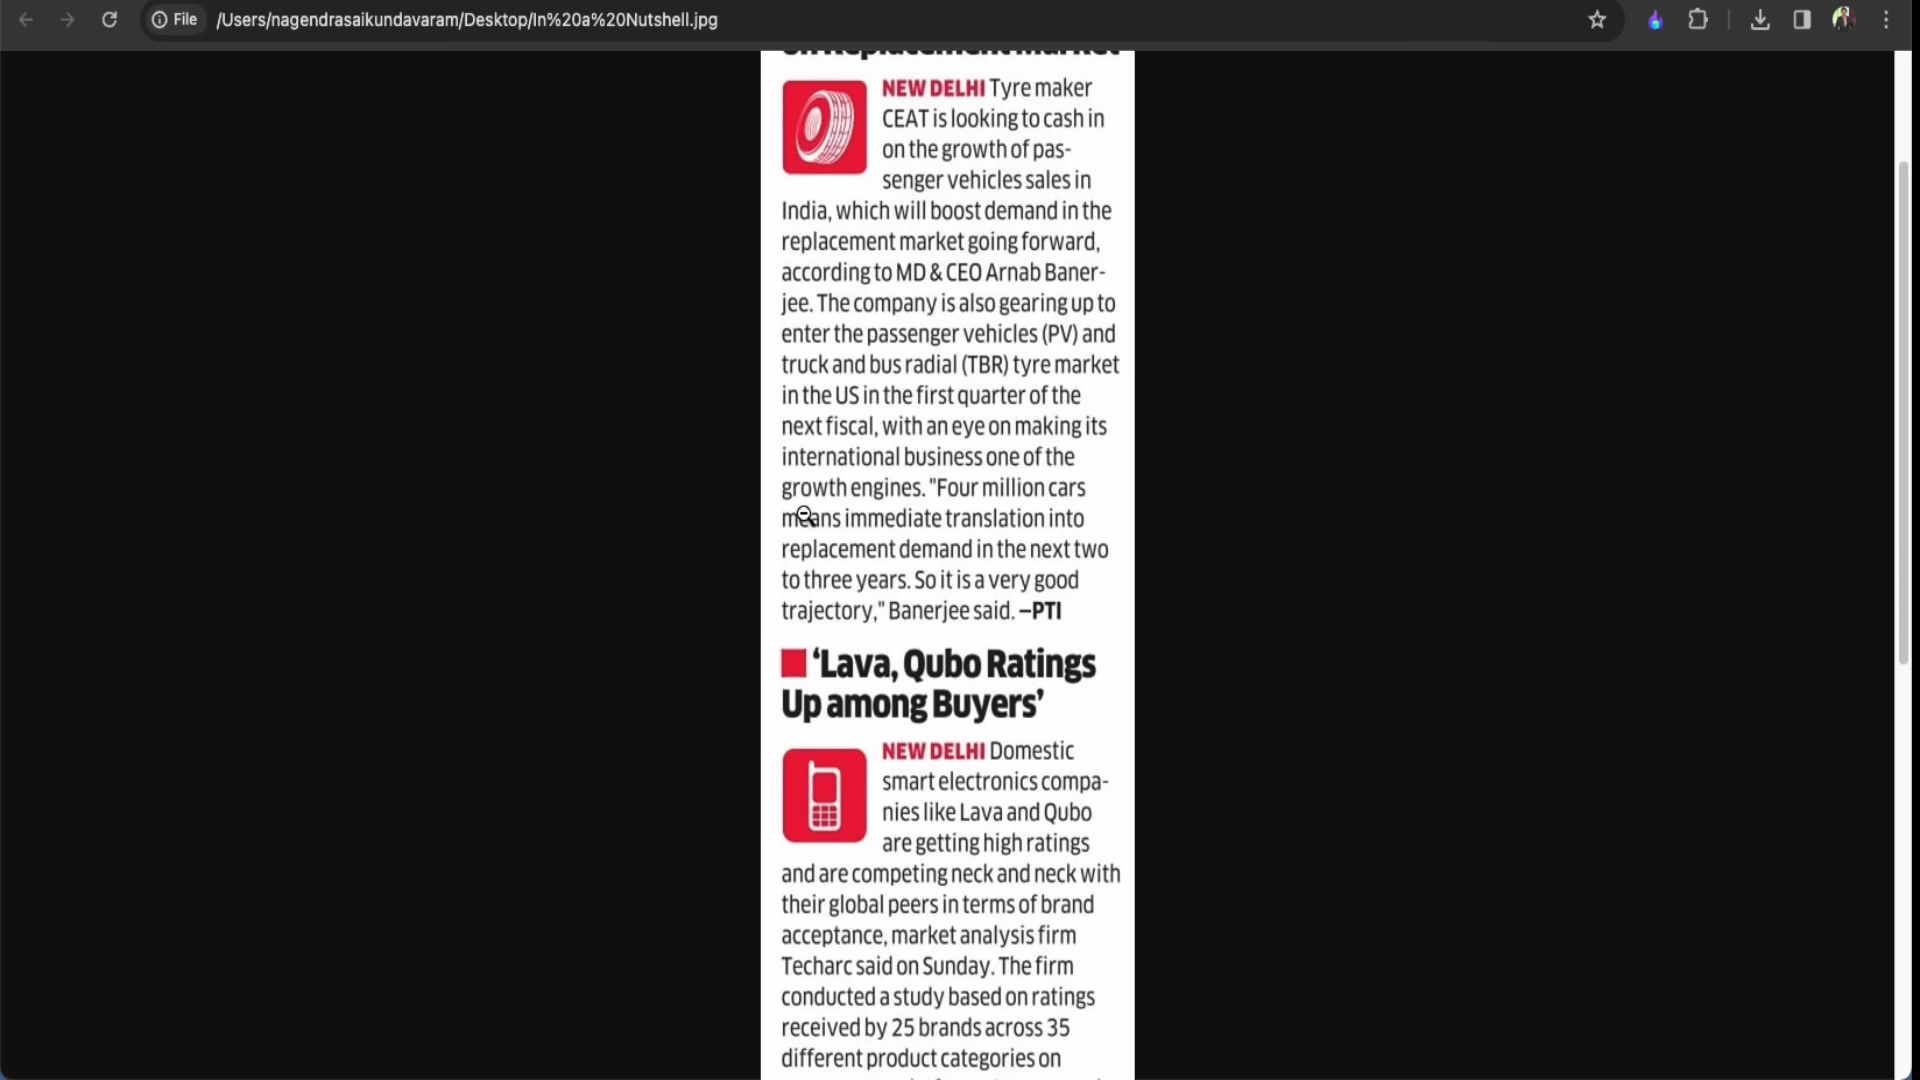 File
/Users/nagendrasaikundavaram/Desktop/In%20a%20Nutshell.jpg
on Replacement Market
NEW DELHI Tyre maker
CEAT is looking to cash in
on the growth of pas-
senger vehicles sales in
India, which will boost demand in the
replacement market going forward,
according to MD & CEO Arnab Baner-
jee. The company is also gearing up to
enter the passenger vehicles (PV) and
truck and bus radial (TBR) tyre market
in the US in the first quarter of the
next fiscal, with an eye on making its
international business one of the
growth engines. "Four million cars
means immediate translation into
replacement demand in the next two
to three years. So it is a very good
trajectory," Banerjee said. –PTI
‘Lava, Qubo Ratings
Up among Buyers’
NEW DELHI Domestic
smart electronics compa-
nies like Lava and Qubo
are getting high ratings
and are competing neck and neck with
their global peers in terms of brand
acceptance, market analysis firm
Techarc said on Sunday. The firm
conducted a study based on ratings
received by 25 brands across 35
different product categories on